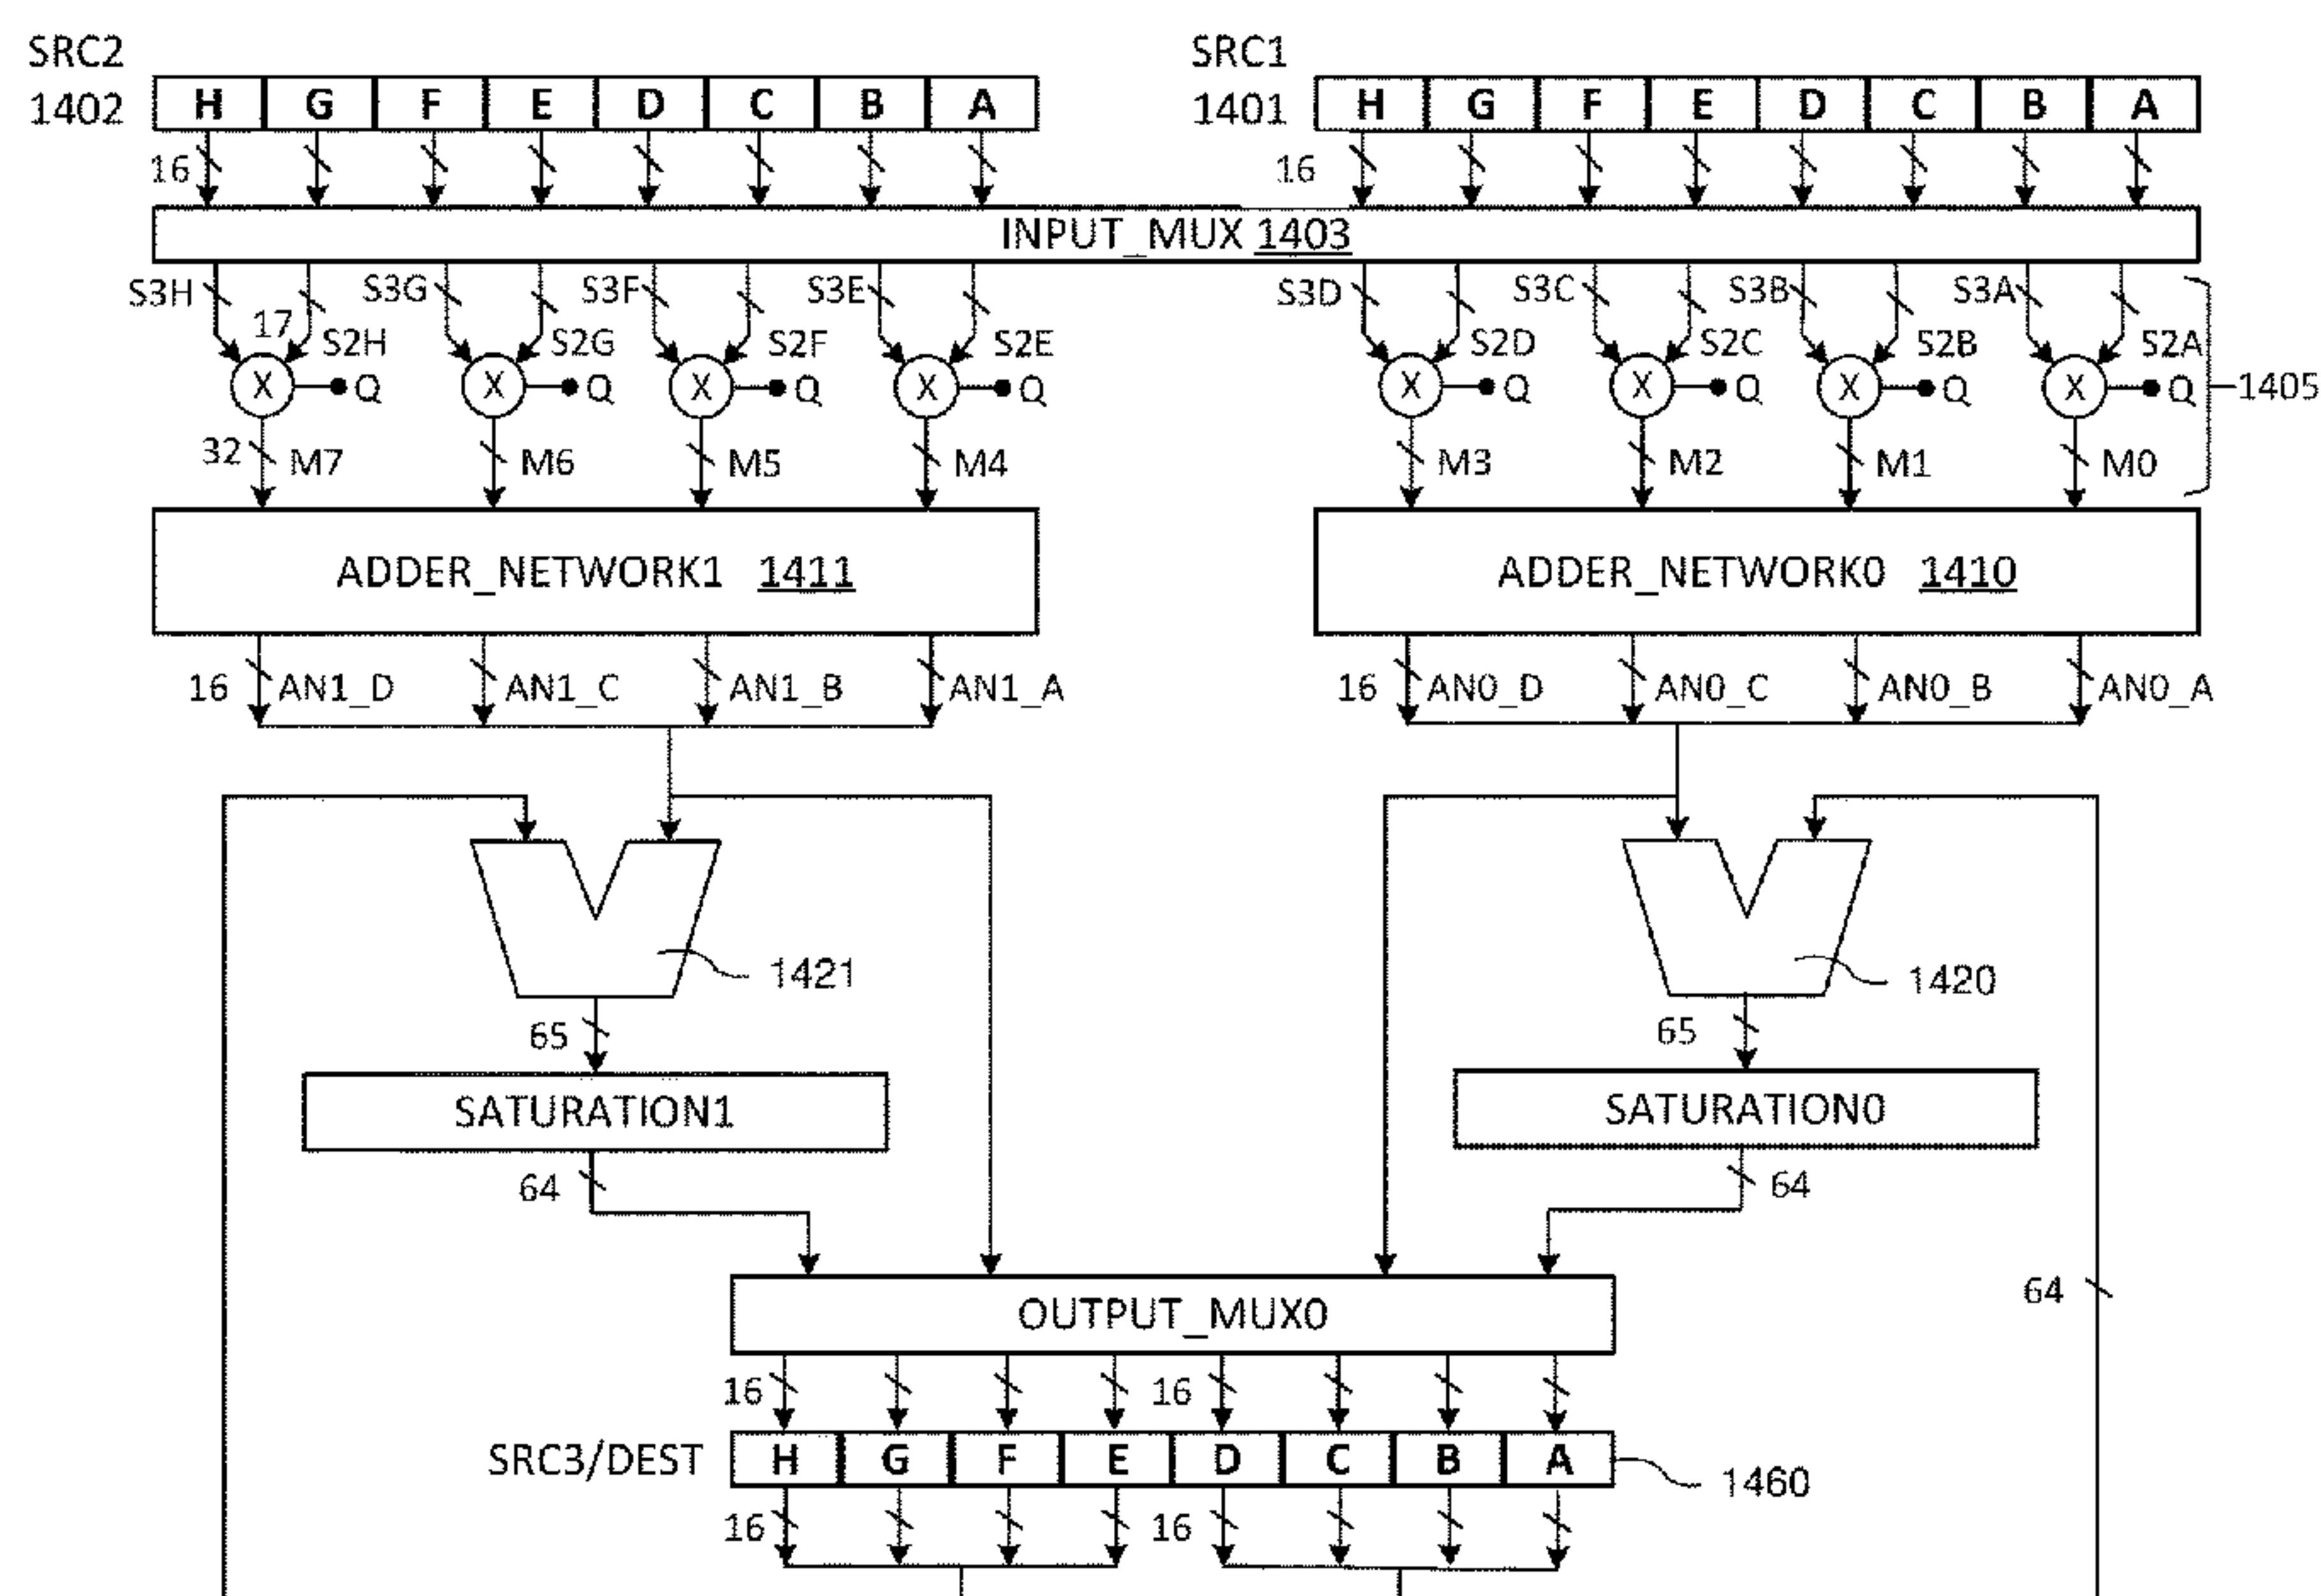 SRC2
1402
H G F E D C B A
SRC1
1401
H G F E D C B A
16
16
INPUT_MUX 1403
S3H S3G S3F S3E S3D S3C S3B S3A
17 S2H S2G S2F S2E S2D S2C S2B S2A
X Q X Q X Q X Q X Q X Q X Q X Q 1405
32 M7 M6 M5 M4 M3 M2 M1 M0
ADDER_NETWORK1 1411
ADDER_NETWORK0 1410
16 AN1_D AN1_C AN1_B AN1_A
16 AN0_D AN0_C AN0_B AN0_A
1421
1420
65
65
SATURATION1
SATURATION0
64
64
64
OUTPUT_MUX0
16 16
SRC3/DEST H G F E D C B A
1460
16 16